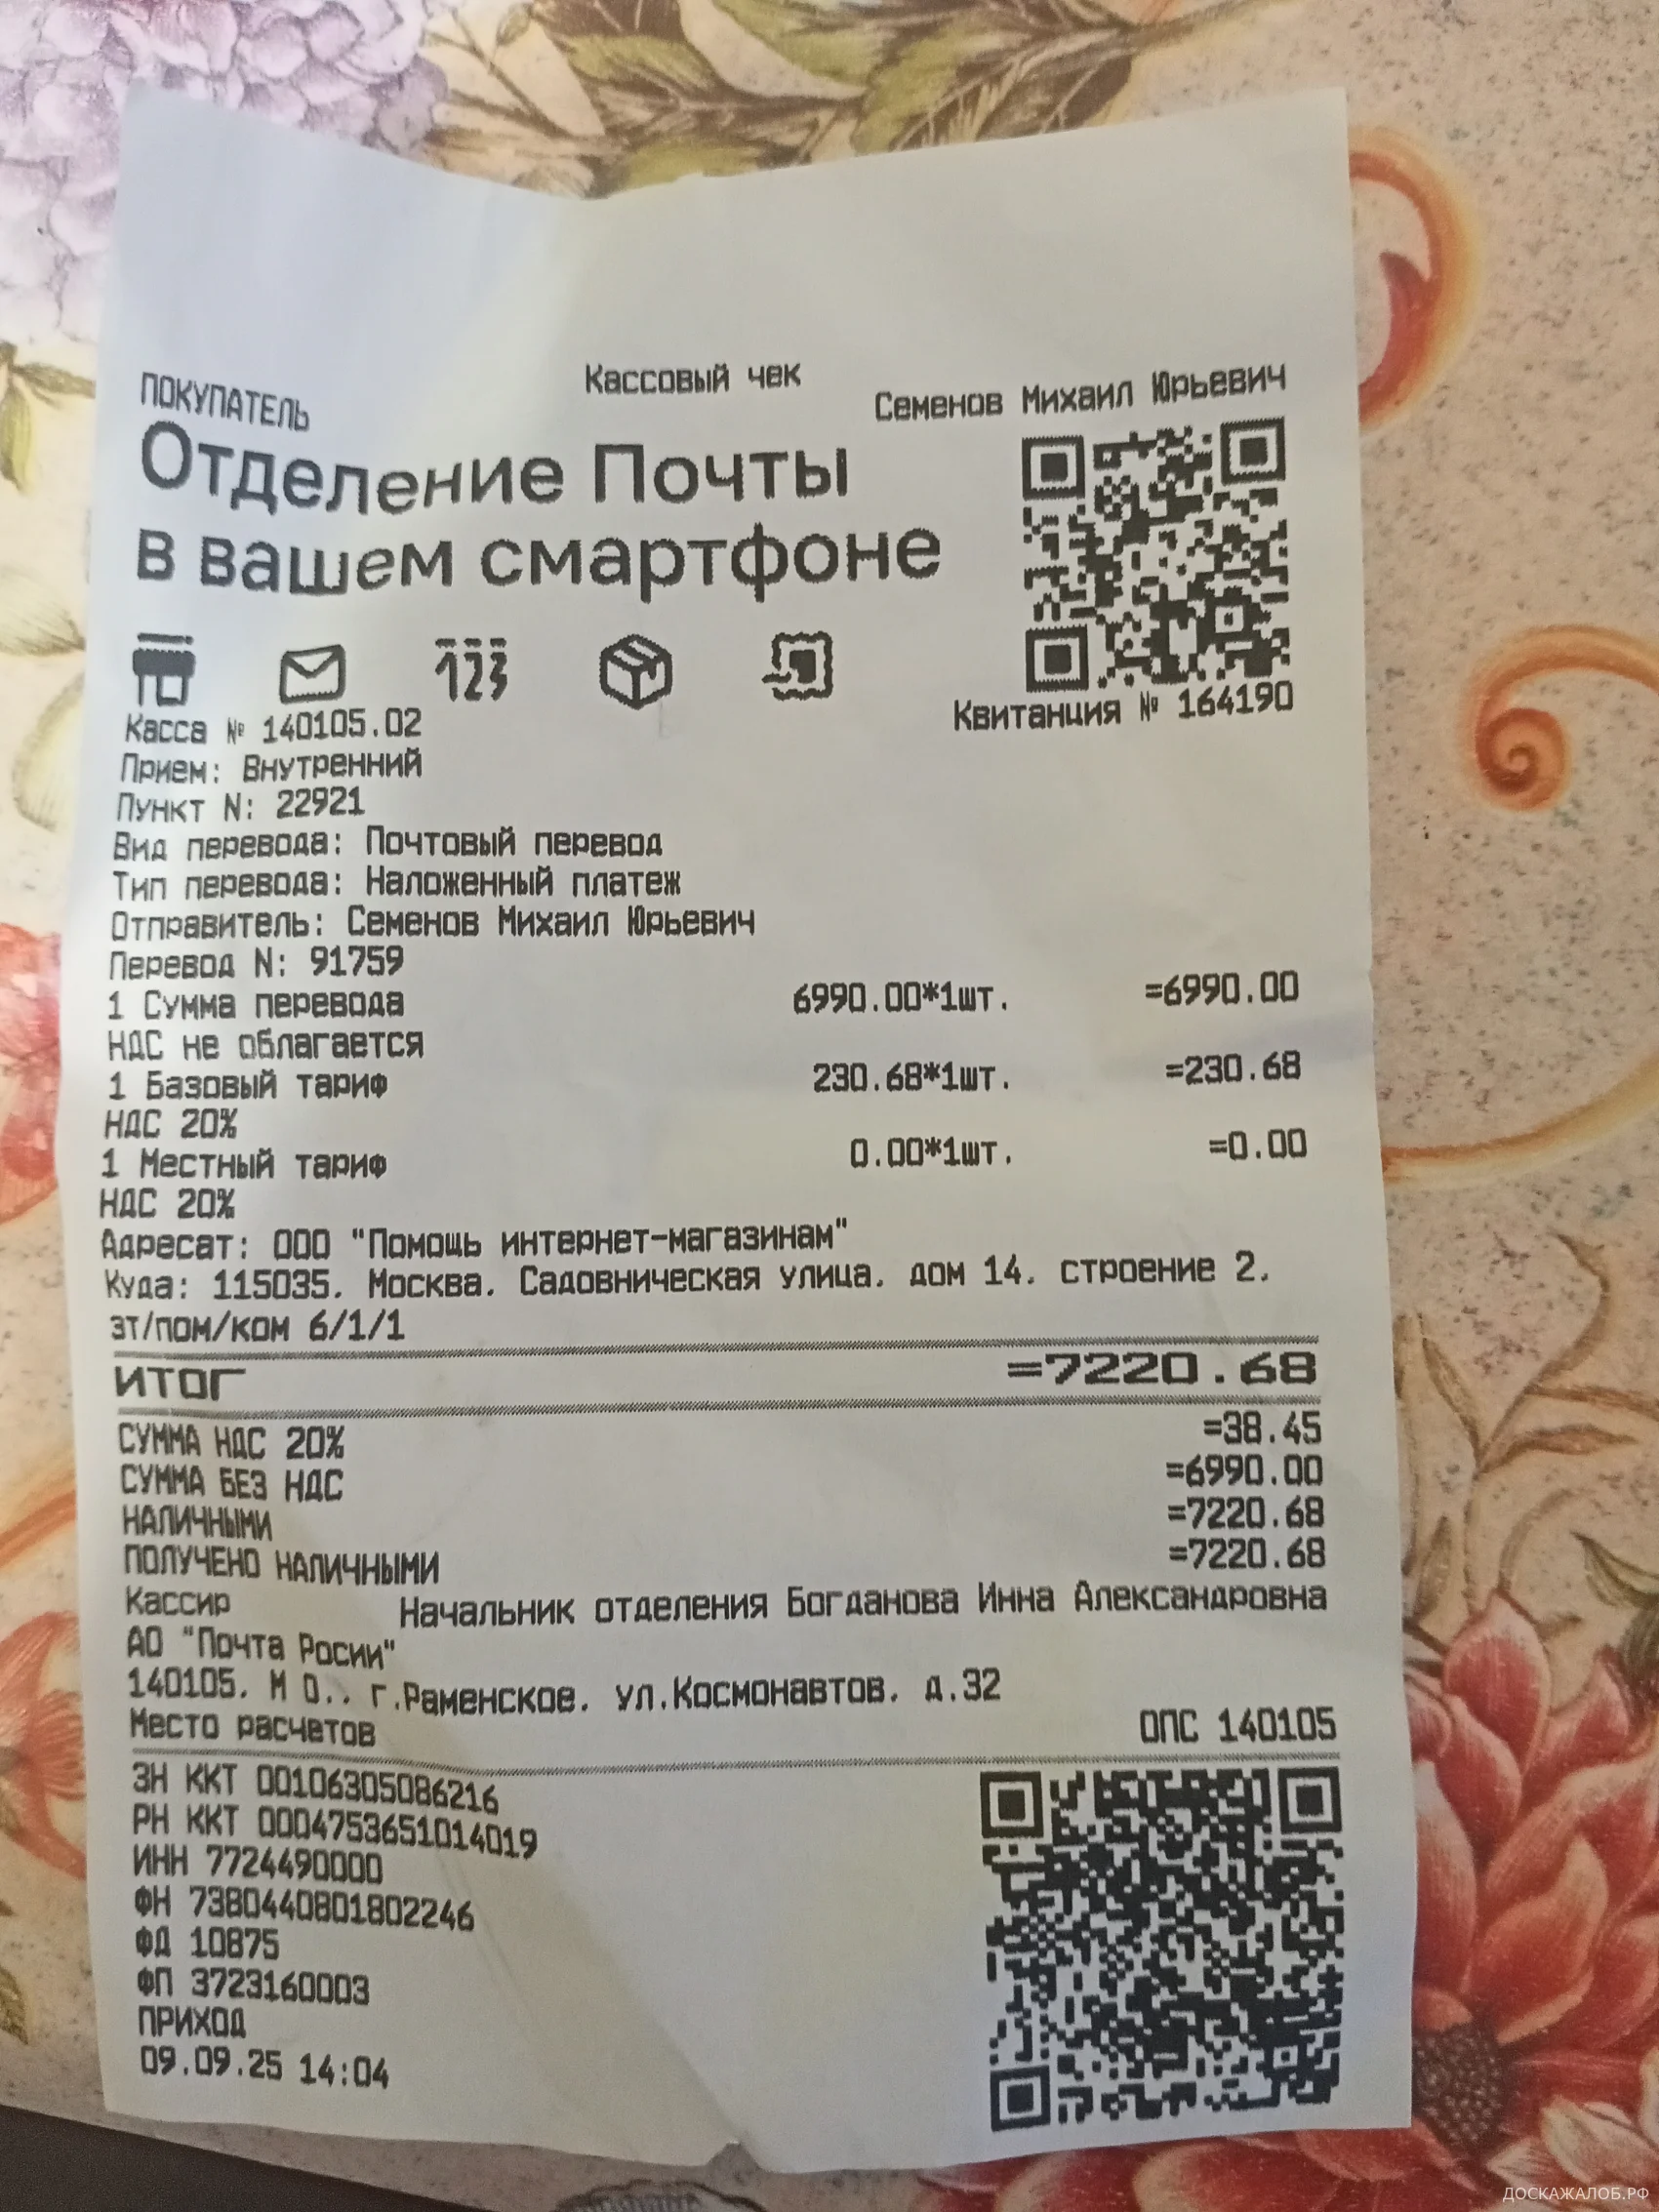 Кассовый чек
ПОКУПАТЕЛЬ Семенов Михаил Юрьевич
Отделение Почты
в вашем смартфоне
123
Касса № 140105.02 Квитанция № 164190
Прием: Внутренний
Пункт N: 22921
Вид перевода: Почтовый перевод
Тип перевода: Наложенный платеж
Отправитель: Семенов Михаил Юрьевич
Перевод N: 91759
1 Сумма перевода 6990.00*1шт. =6990.00
НДС не облагается
1 Базовый тариф 230.68*1шт. =230.68
НДС 20%
1 Местный тариф 0.00*1шт. =0.00
НДС 20%
Адресат: ООО "Помощь интернет-магазинам"
Куда: 115035, Москва, Садовническая улица, дом 14, строение 2,
эт/пом/ком 6/1/1
ИТОГ =7220.68
СУММА НДС 20% =38.45
СУММА БЕЗ НДС =6990.00
НАЛИЧНЫМИ =7220.68
ПОЛУЧЕНО НАЛИЧНЫМИ =7220.68
Кассир Начальник отделения Богданова Инна Александровна
АО "Почта Росии"
140105, М О., г.Раменское, ул.Космонавтов, д.32
Место расчетов ОПС 140105
ЗН ККТ 00106305086216
РН ККТ 0004753651014019
ИНН 7724490000
ФН 7380440801802246
ФД 10875
ФП 3723160003
ПРИХОД
09.09.25 14:04
ДОСКАЖАЛОБ.РФ